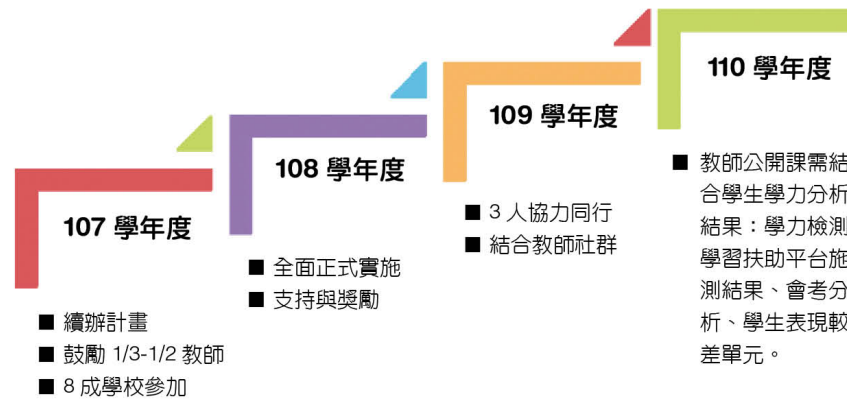 107 學年度
■ 續辦計畫
■ 鼓勵 1/3-1/2 教師
■ 8 成學校參加
108 學年度
■ 全面正式實施
■ 支持與獎勵
109 學年度
■ 3 人協力同行
■ 結合教師社群
110 學年度
■ 教師公開課需結
合學生學力分析
結果：學力檢測
學習扶助平台施
測結果、會考分
析、學生表現較
差單元。